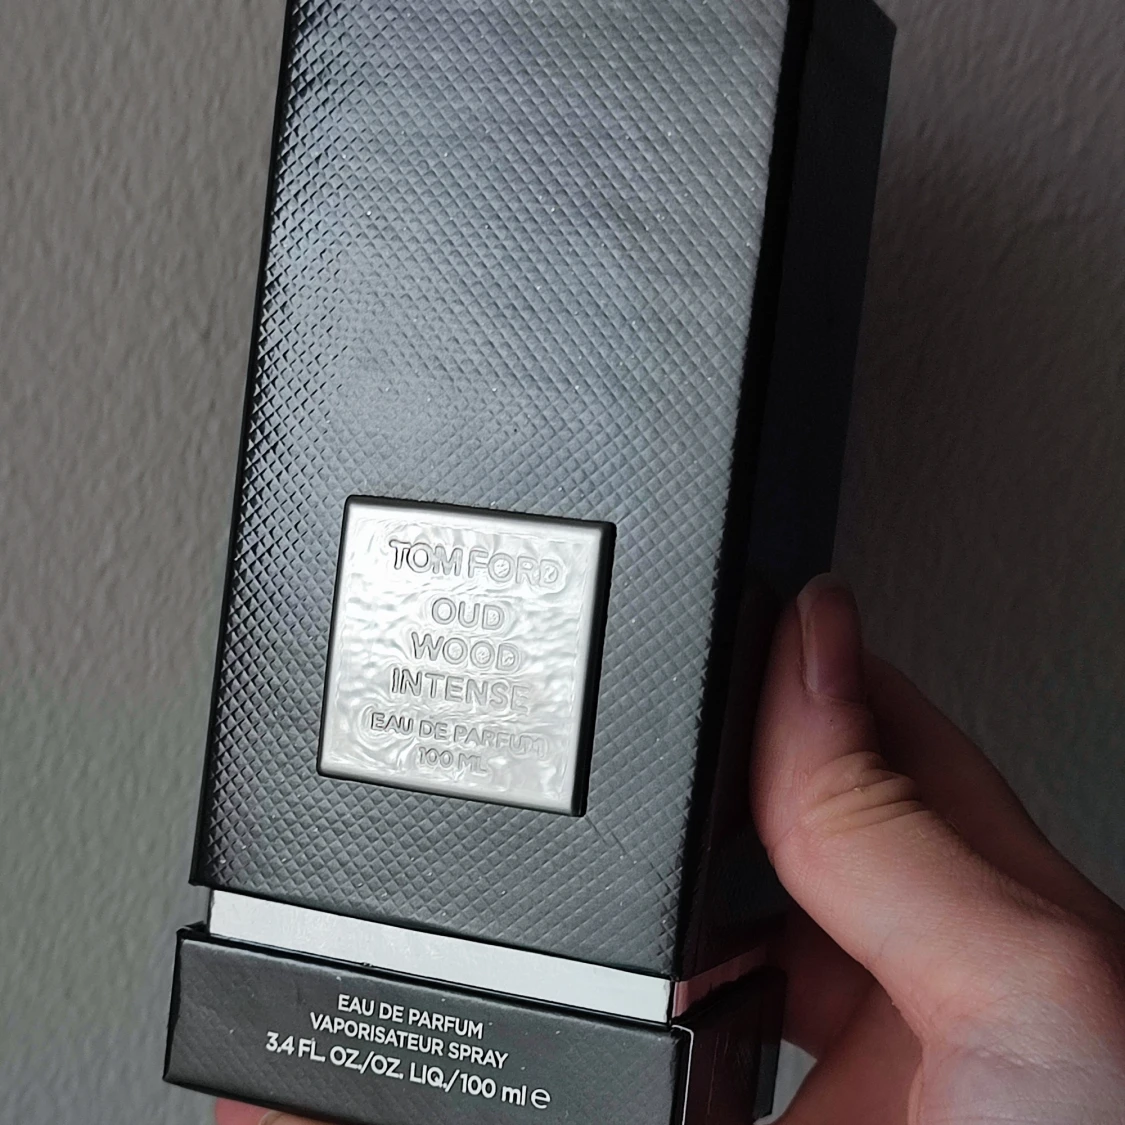 TOM FORD
OUD
WOOD
INTENSE
EAU DE PARFUM
100 ML
EAU DE PARFUM
VAPORISATEUR SPRAY
3.4 FL. OZ./OZ. LIQ./100 ml ℮